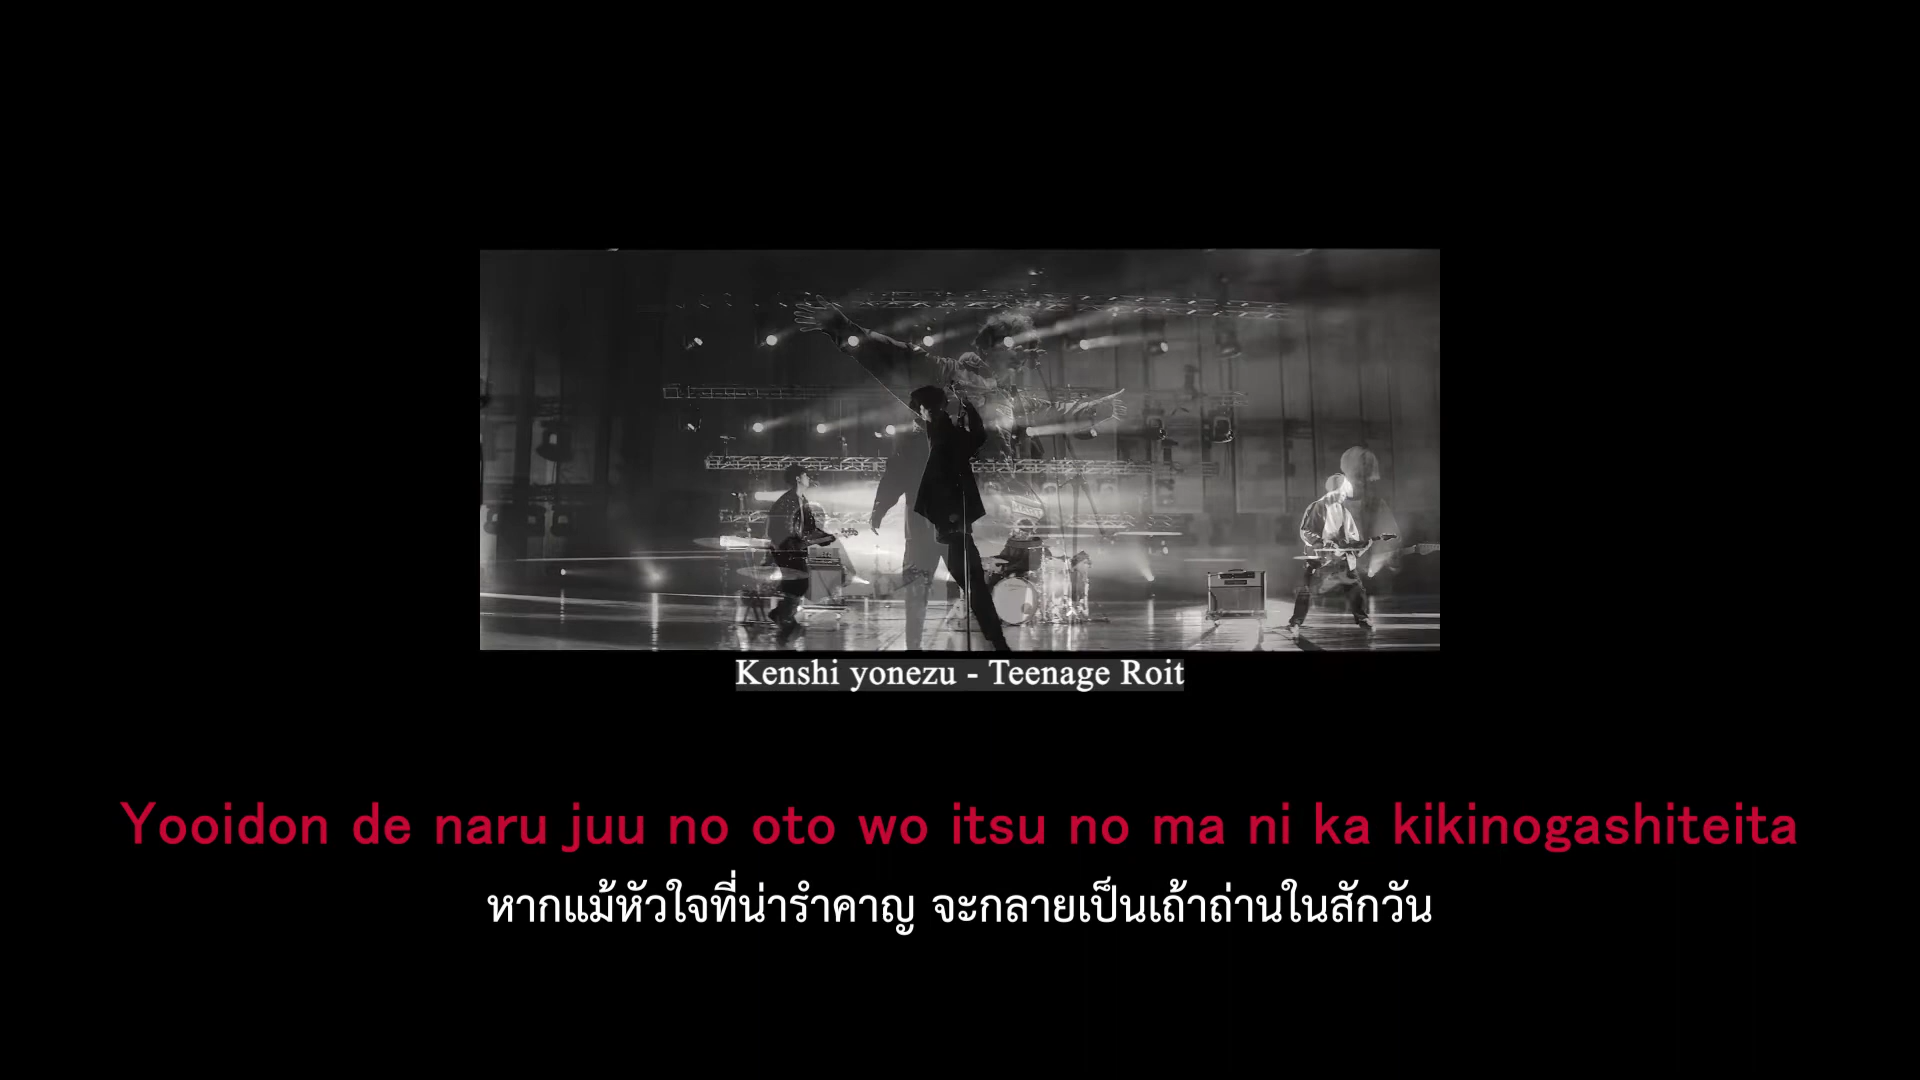 Kenshi yonezu - Teenage Roit
Yooidon de naru juu no oto wo itsu no ma ni ka kikinogashiteita
หากแม้หัวใจที่น่ารำคาญ จะกลายเป็นเถ้าถ่านในสักวัน